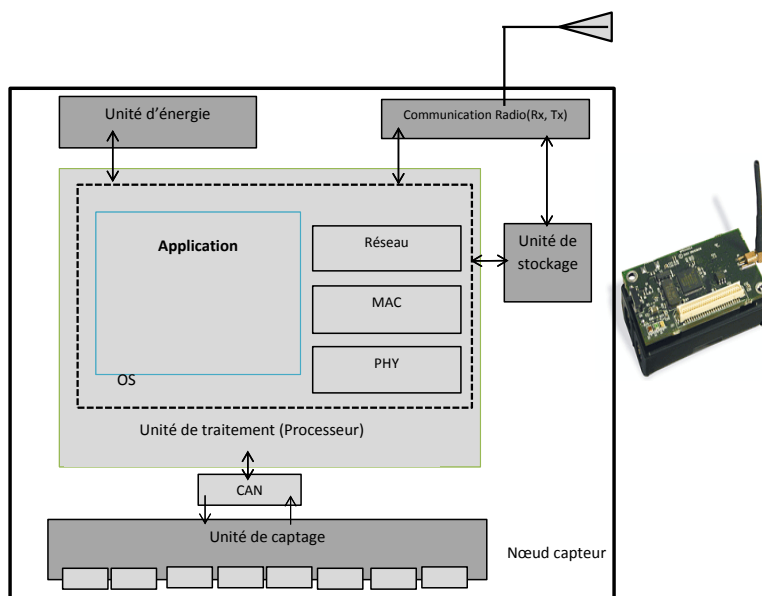 Unité d'énergie
Communication Radio(Rx, Tx)
Application
Réseau
Unité de
stockage
MAC
PHY
OS
Unité de traitement (Processeur)
CAN
Unité de captage
Nœud capteur